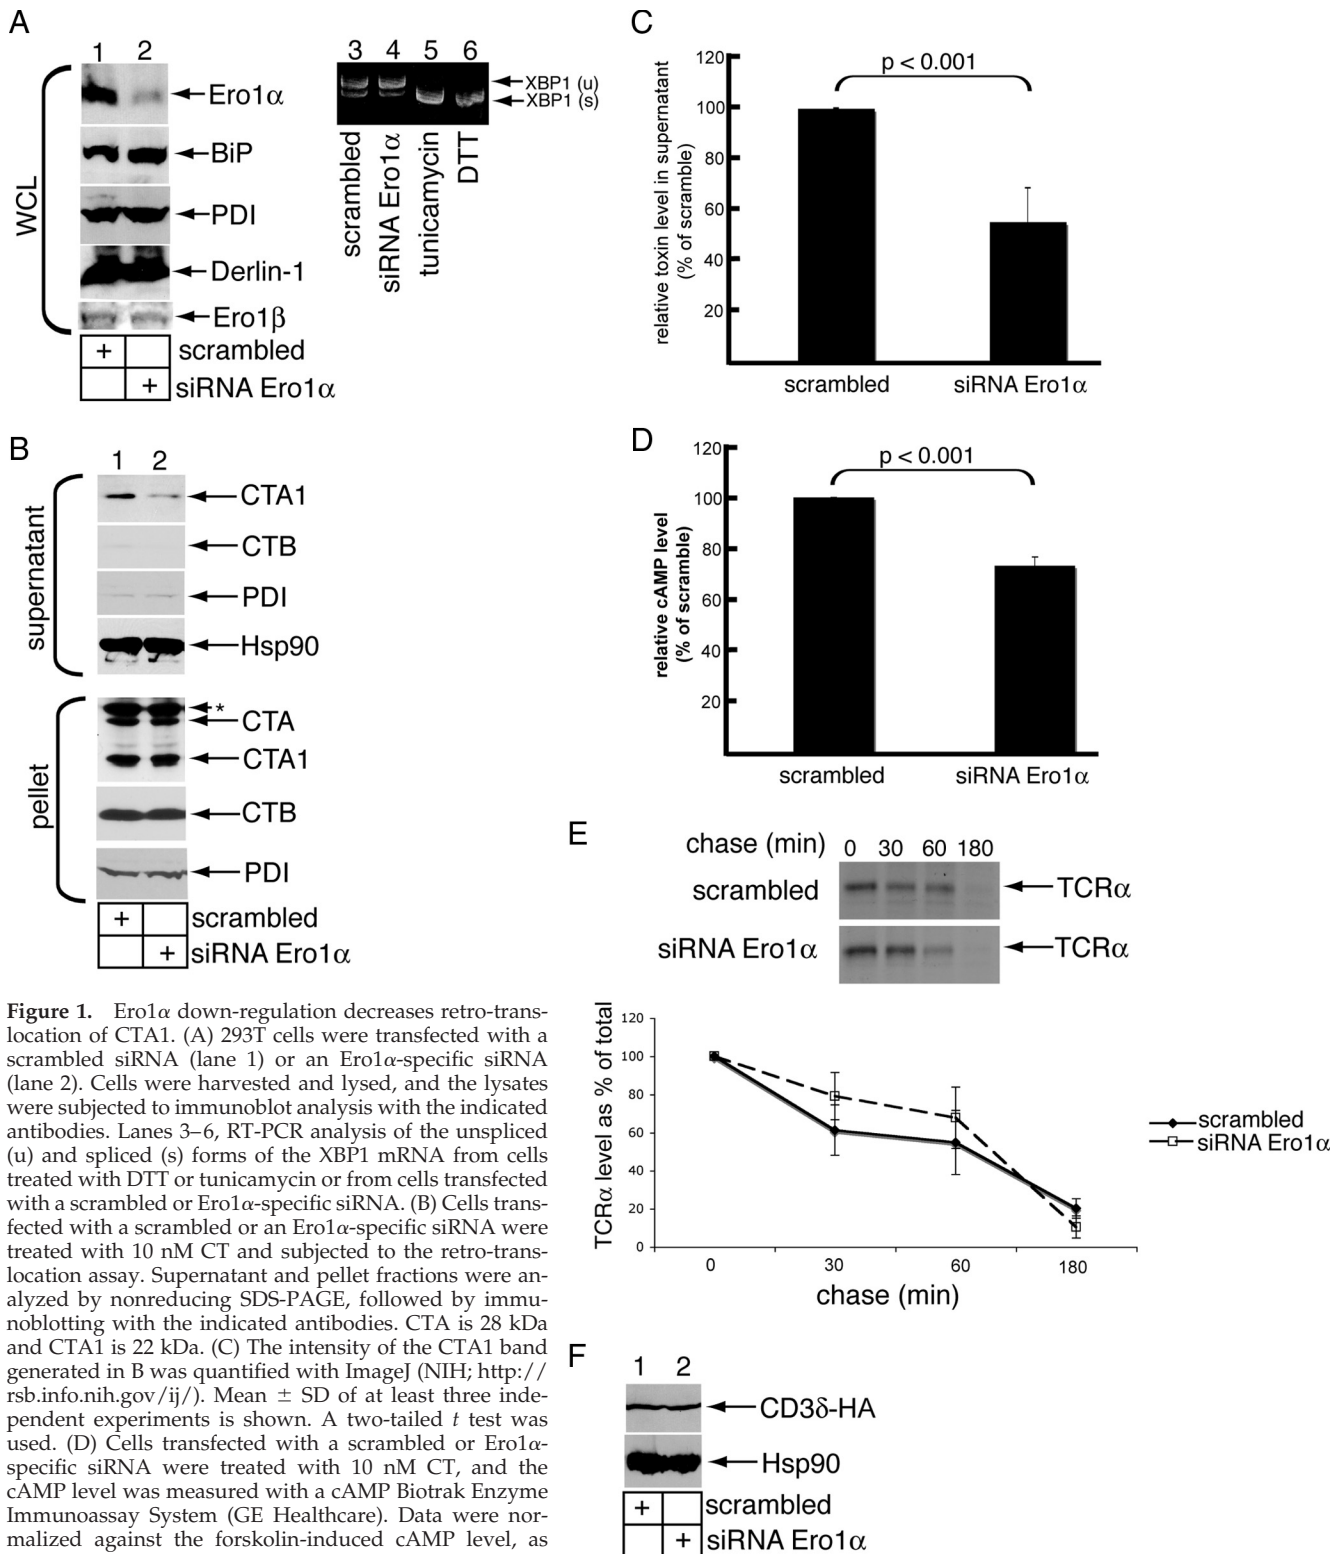 A
1 2
WCL
Ero1α
BiP
PDI
Derlin-1
Ero1β
+ scrambled
+ siRNA Ero1α
3 4 5 6
XBP1 (u)
XBP1 (s)
scrambled
siRNA Ero1α
tunicamycin
DTT
B
1 2
supernatant
CTA1
CTB
PDI
Hsp90
pellet
*
CTA
CTA1
CTB
PDI
+ scrambled
+ siRNA Ero1α
C
relative toxin level in supernatant
(% of scramble)
120
100
80
60
40
20
p < 0.001
scrambled siRNA Ero1α
D
relative cAMP level
(% of scramble)
120
100
80
60
40
20
p < 0.001
scrambled siRNA Ero1α
E
chase (min) 0 30 60 180
scrambled TCRα
siRNA Ero1α TCRα
TCRα level as % of total
120
100
80
60
40
20
0
0 30 60 180
chase (min)
scrambled
siRNA Ero1α
F
1 2
CD3δ-HA
Hsp90
+ scrambled
+ siRNA Ero1α
Figure 1. Ero1α down-regulation decreases retro-trans-
location of CTA1. (A) 293T cells were transfected with a
scrambled siRNA (lane 1) or an Ero1α-specific siRNA
(lane 2). Cells were harvested and lysed, and the lysates
were subjected to immunoblot analysis with the indicated
antibodies. Lanes 3–6, RT-PCR analysis of the unspliced
(u) and spliced (s) forms of the XBP1 mRNA from cells
treated with DTT or tunicamycin or from cells transfected
with a scrambled or Ero1α-specific siRNA. (B) Cells trans-
fected with a scrambled or an Ero1α-specific siRNA were
treated with 10 nM CT and subjected to the retro-trans-
location assay. Supernatant and pellet fractions were an-
alyzed by nonreducing SDS-PAGE, followed by immu-
noblotting with the indicated antibodies. CTA is 28 kDa
and CTA1 is 22 kDa. (C) The intensity of the CTA1 band
generated in B was quantified with ImageJ (NIH; http://
rsb.info.nih.gov/ij/). Mean ± SD of at least three inde-
pendent experiments is shown. A two-tailed t test was
used. (D) Cells transfected with a scrambled or Ero1α-
specific siRNA were treated with 10 nM CT, and the
cAMP level was measured with a cAMP Biotrak Enzyme
Immunoassay System (GE Healthcare). Data were nor-
malized against the forskolin-induced cAMP level, as